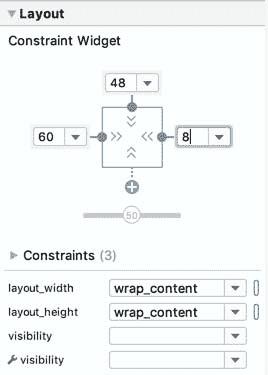 Layout
Constraint Widget
48
60
8
50
Constraints (3)
layout_width wrap_content
layout_height wrap_content
visibility
visibility